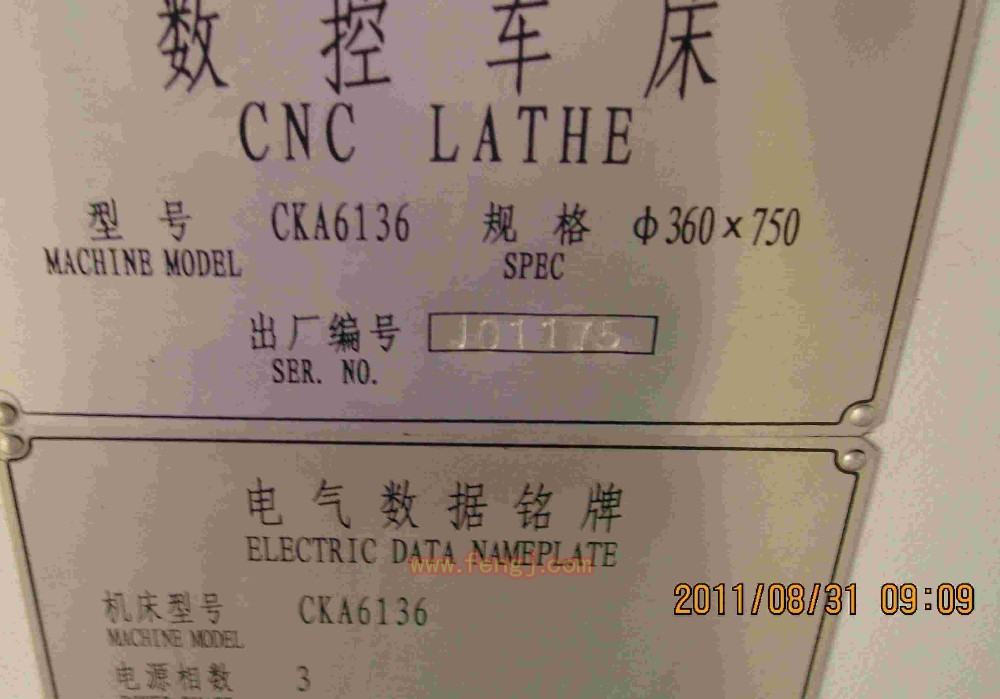 数控车床
CNC LATHE
型号 CKA6136 规格 Φ360×750
MACHINE MODEL SPEC
出厂编号 J01175
SER. NO.
电气数据铭牌
ELECTRIC DATA NAMEPLATE
www.fengj.com
机床型号 CKA6136
MACHINE MODEL
2011/08/31 09:09
电源相数 3